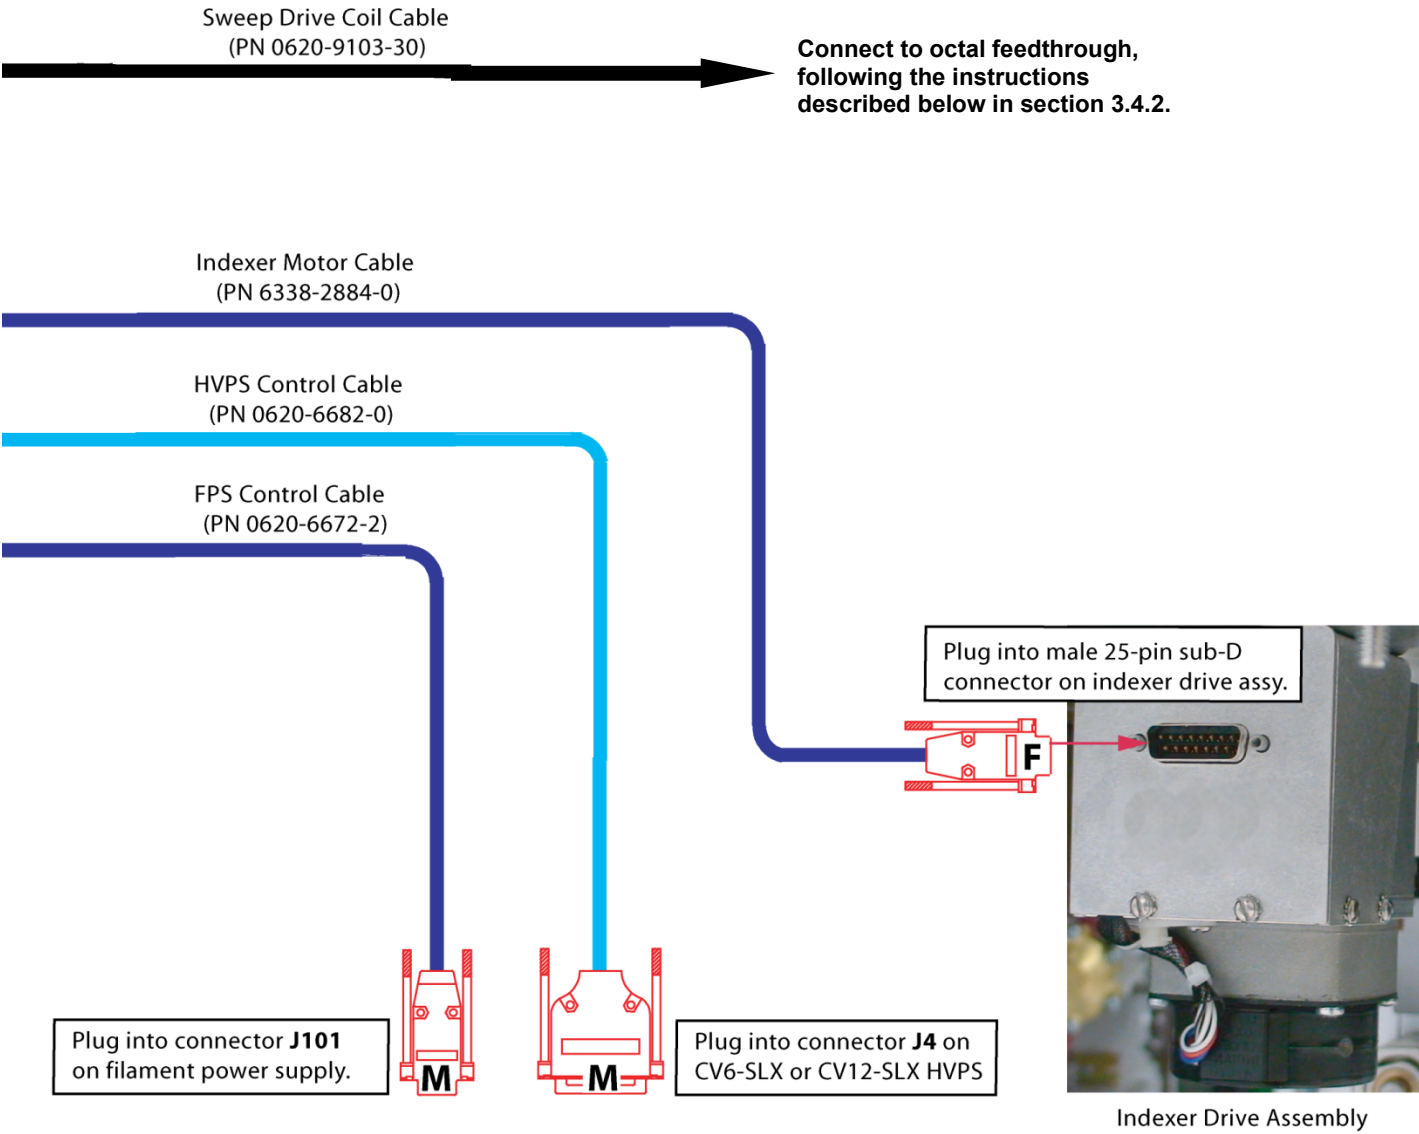 Sweep Drive Coil Cable
(PN 0620-9103-30)
Connect to octal feedthrough,
following the instructions
described below in section 3.4.2.
Indexer Motor Cable
(PN 6338-2884-0)
HVPS Control Cable
(PN 0620-6682-0)
FPS Control Cable
(PN 0620-6672-2)
Plug into male 25-pin sub-D
connector on indexer drive assy.
F
Plug into connector J101
on filament power supply.
M
M
Plug into connector J4 on
CV6-SLX or CV12-SLX HVPS
Indexer Drive Assembly